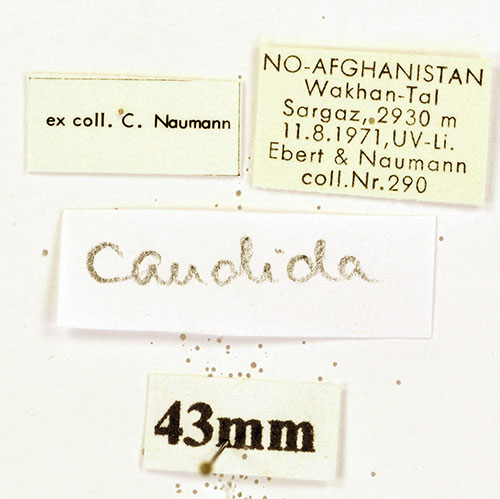 ex coll. C. Naumann
NO-AFGHANISTAN
Wakhan-Tal
Sargaz, 2930 m
11.8.1971,UV-Li.
Ebert & Naumann
coll.Nr.290
Candida
43mm